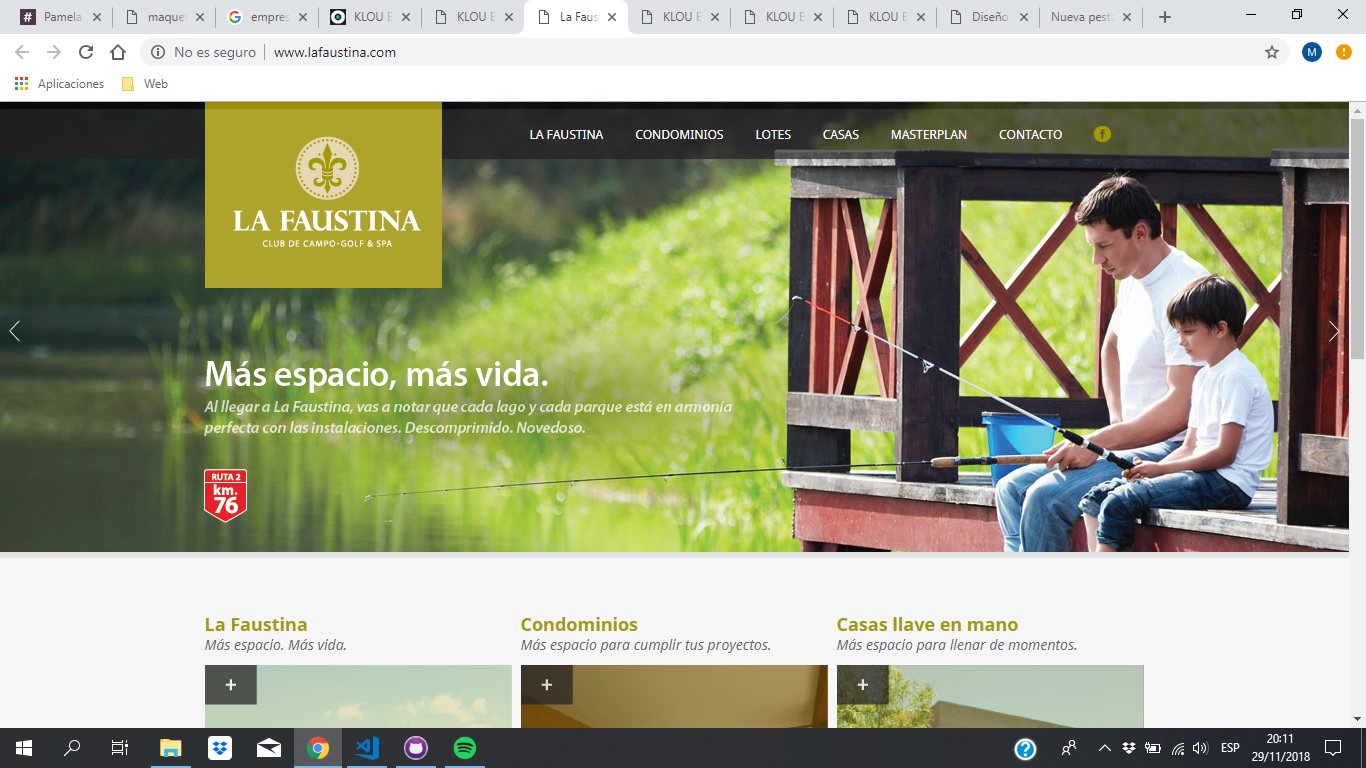 # Pamela
maque
empres
KLOU E
KLOU E
La Faus
KLOU E
KLOU E
KLOU E
Diseño
Nueva pest
No es seguro
www.lafaustina.com
M
Aplicaciones
Web
LA FAUSTINA
CLUB DE CAMPO·GOLF & SPA
LA FAUSTINA
CONDOMINIOS
LOTES
CASAS
MASTERPLAN
CONTACTO
f
Más espacio, más vida.
Al llegar a La Faustina, vas a notar que cada lago y cada parque está en armonía
perfecta con las instalaciones. Descomprimido. Novedoso.
RUTA 2
km.
76
La Faustina
Más espacio. Más vida.
Condominios
Más espacio para cumplir tus proyectos.
Casas llave en mano
Más espacio para llenar de momentos.
+
+
+
ESP
20:11
29/11/2018